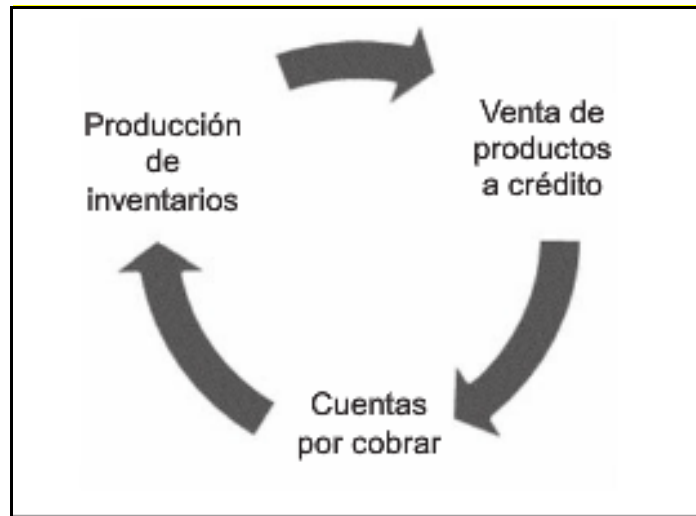 Producción
de
inventarios
Venta de
productos
a crédito
Cuentas
por cobrar